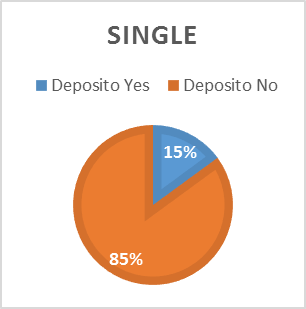 SINGLE
Deposito Yes Deposito No
15%
85%